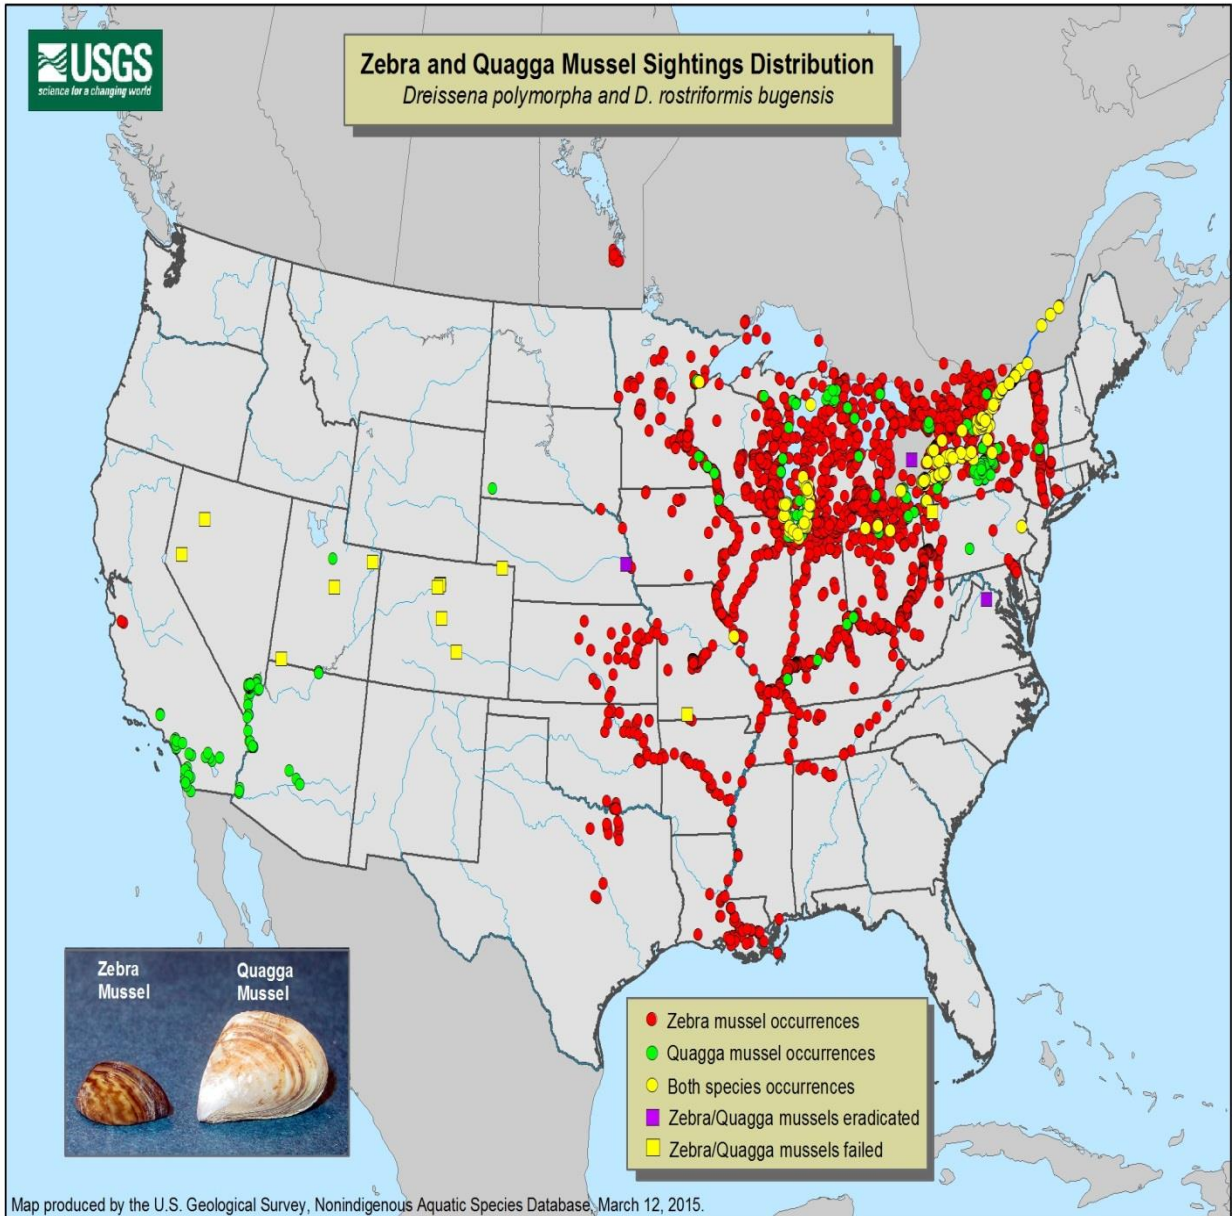 USGS
science for a changing world
Zebra and Quagga Mussel Sightings Distribution
Dreissena polymorpha and D. rostriformis bugensis
Zebra
Mussel
Quagga
Mussel
Zebra mussel occurrences
Quagga mussel occurrences
Both species occurrences
Zebra/Quagga mussels eradicated
Zebra/Quagga mussels failed
Map produced by the U.S. Geological Survey, Nonindigenous Aquatic Species Database, March 12, 2015.